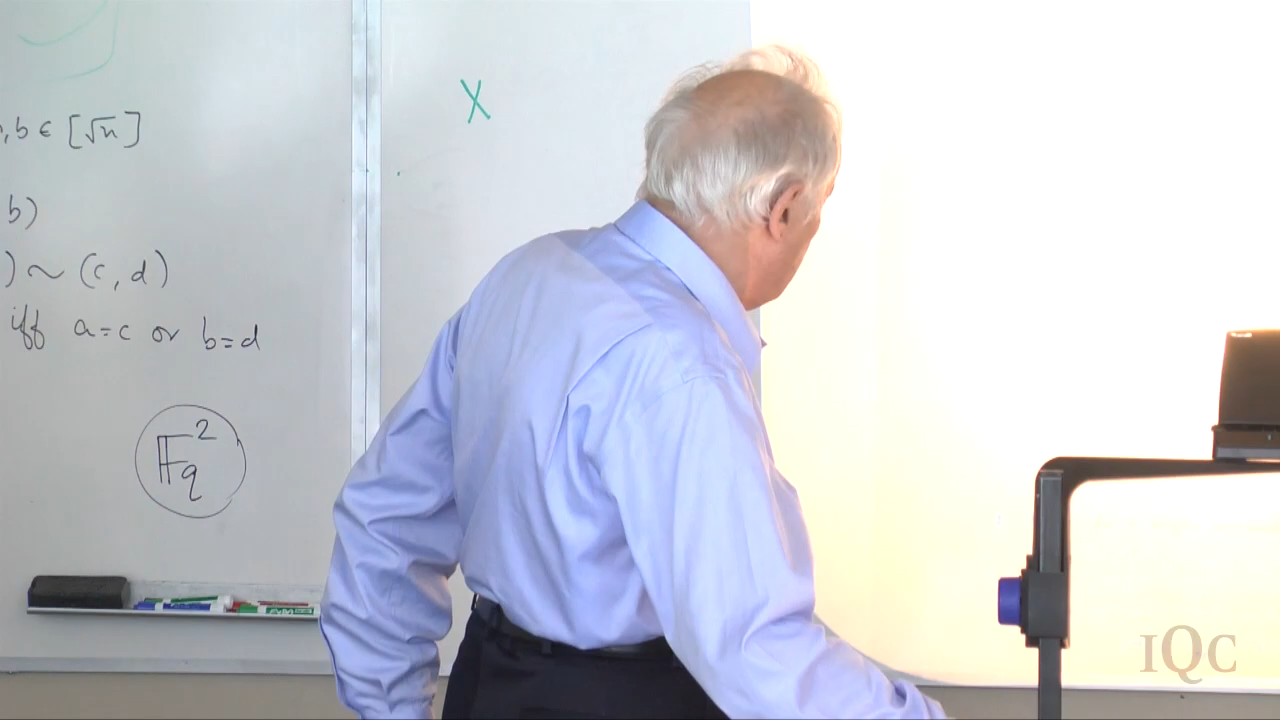 , b ∈ [√n]
b)
) ~ (c, d)
iff a=c or b=d
𝔽q²
X
IQC